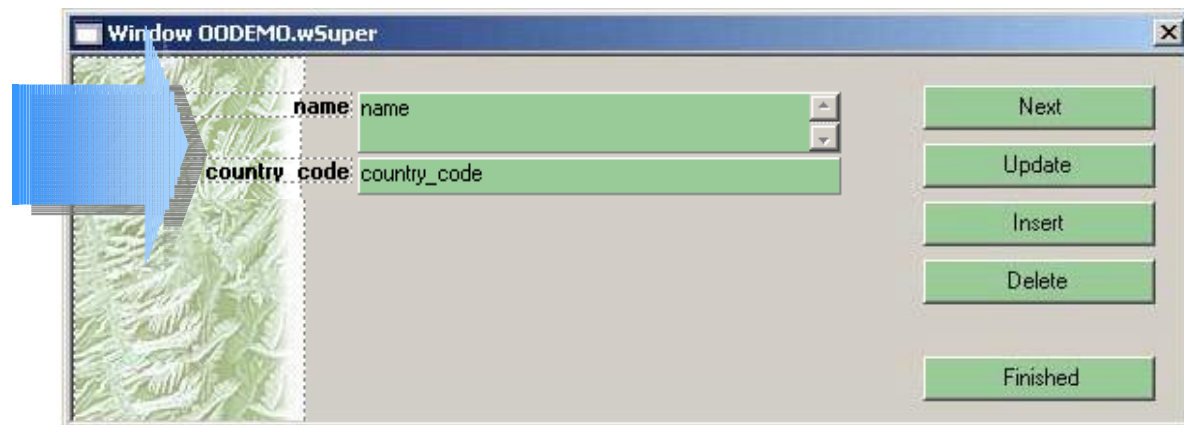 Window OODEMO.wSuper
name name
country_code country_code
Next
Update
Insert
Delete
Finished